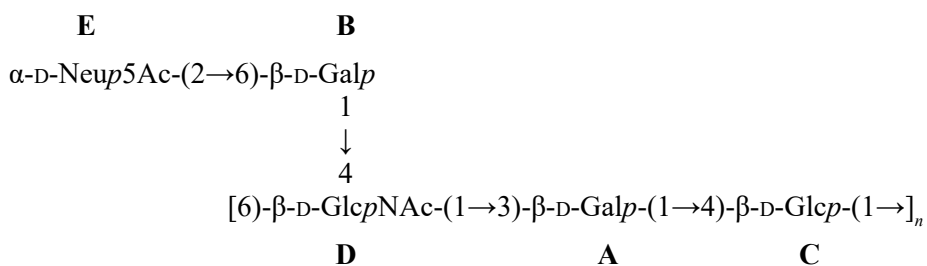 E B
α-D-Neup5Ac-(2→6)-β-D-Galp
1
↓
4
[6)-β-D-GlcpNAc-(1→3)-β-D-Galp-(1→4)-β-D-Glcp-(1→]n
D A C